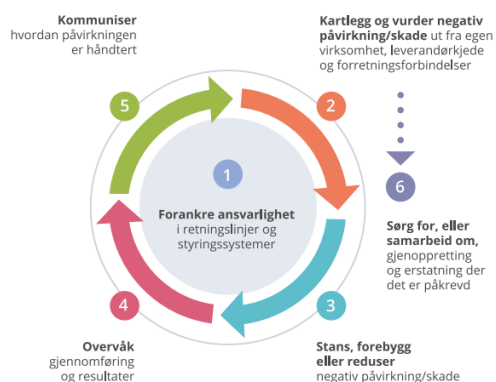 1
Forankre ansvarlighet
i retningslinjer og
styringssystemer
2
Kartlegg og vurder negativ
påvirkning/skade ut fra egen
virksomhet, leverandørkjede
og forretningsforbindelser
3
Stans, forebygg
eller reduser
negativ påvirkning/skade
4
Overvåk
gjennomføring
og resultater
5
Kommuniser
hvordan påvirkningen
er håndtert
6
Sørg for, eller
samarbeid om,
gjenoppretting
og erstatning der
det er påkrevd